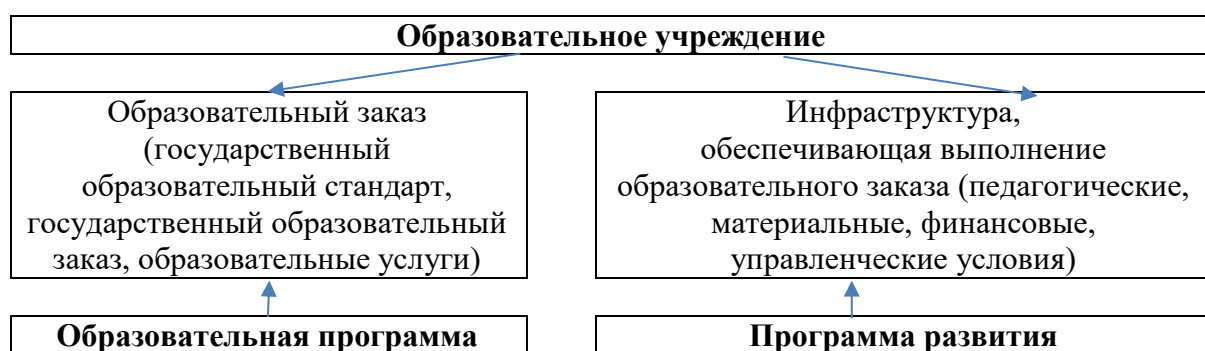 Образовательное учреждение
Образовательный заказ
(государственный
образовательный стандарт,
государственный образовательный
заказ, образовательные услуги)
Инфраструктура,
обеспечивающая выполнение
образовательного заказа (педагогические,
материальные, финансовые,
управленческие условия)
Образовательная программа
Программа развития